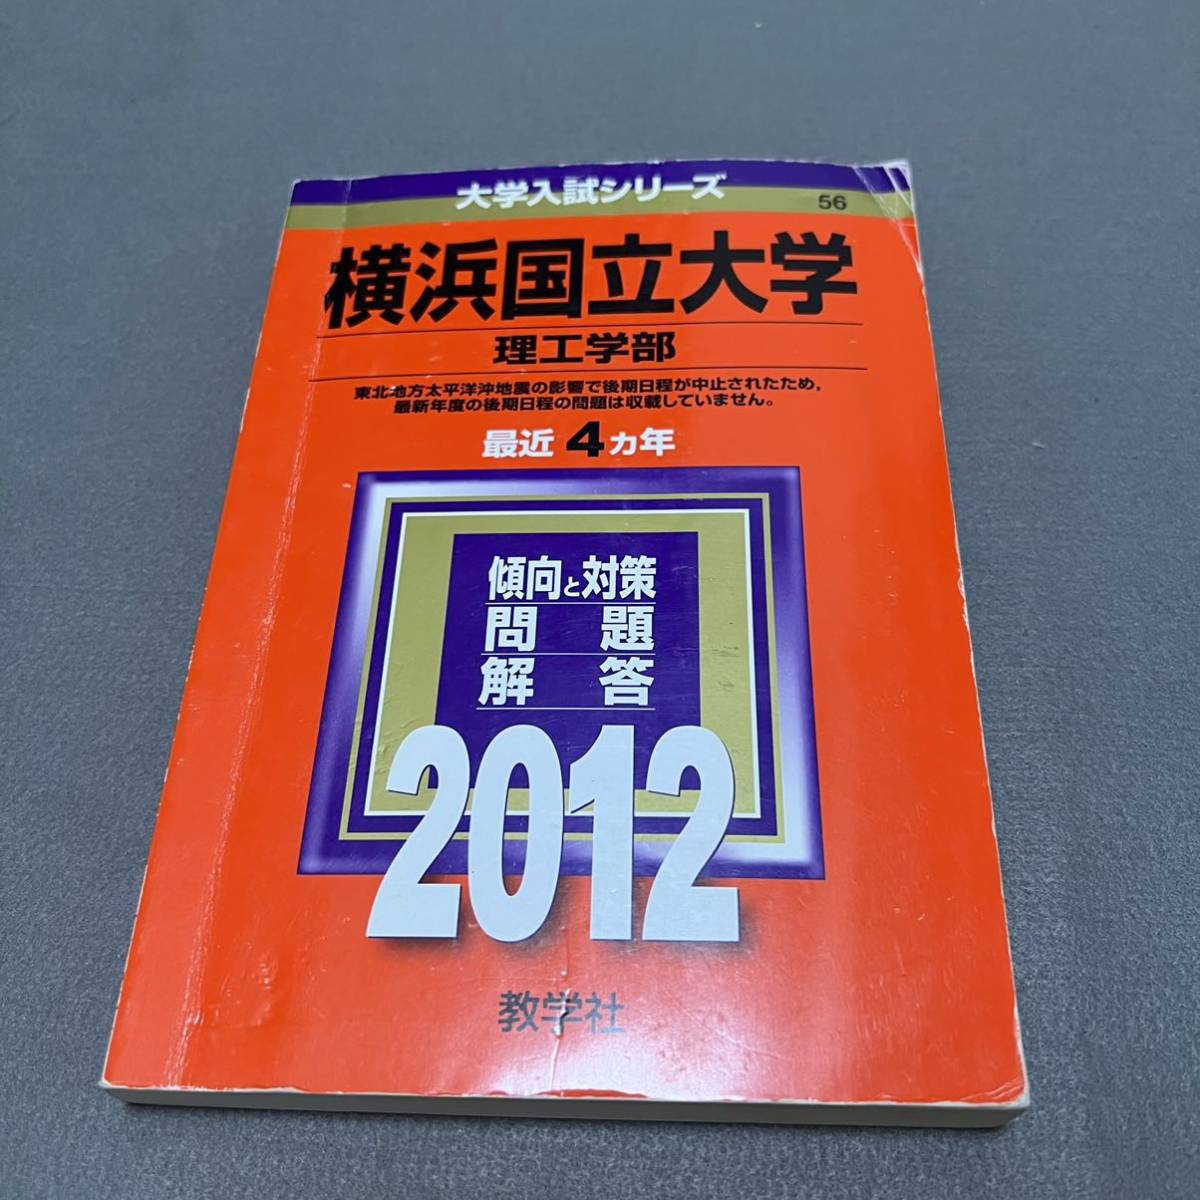 大学入試シリーズ
56
横浜国立大学
理工学部
東北地方太平洋沖地震の影響で後期日程が中止されたため,
最新年度の後期日程の問題は収載していません。
最近 4 カ年
傾向と対策
問題
解答
2012
教学社